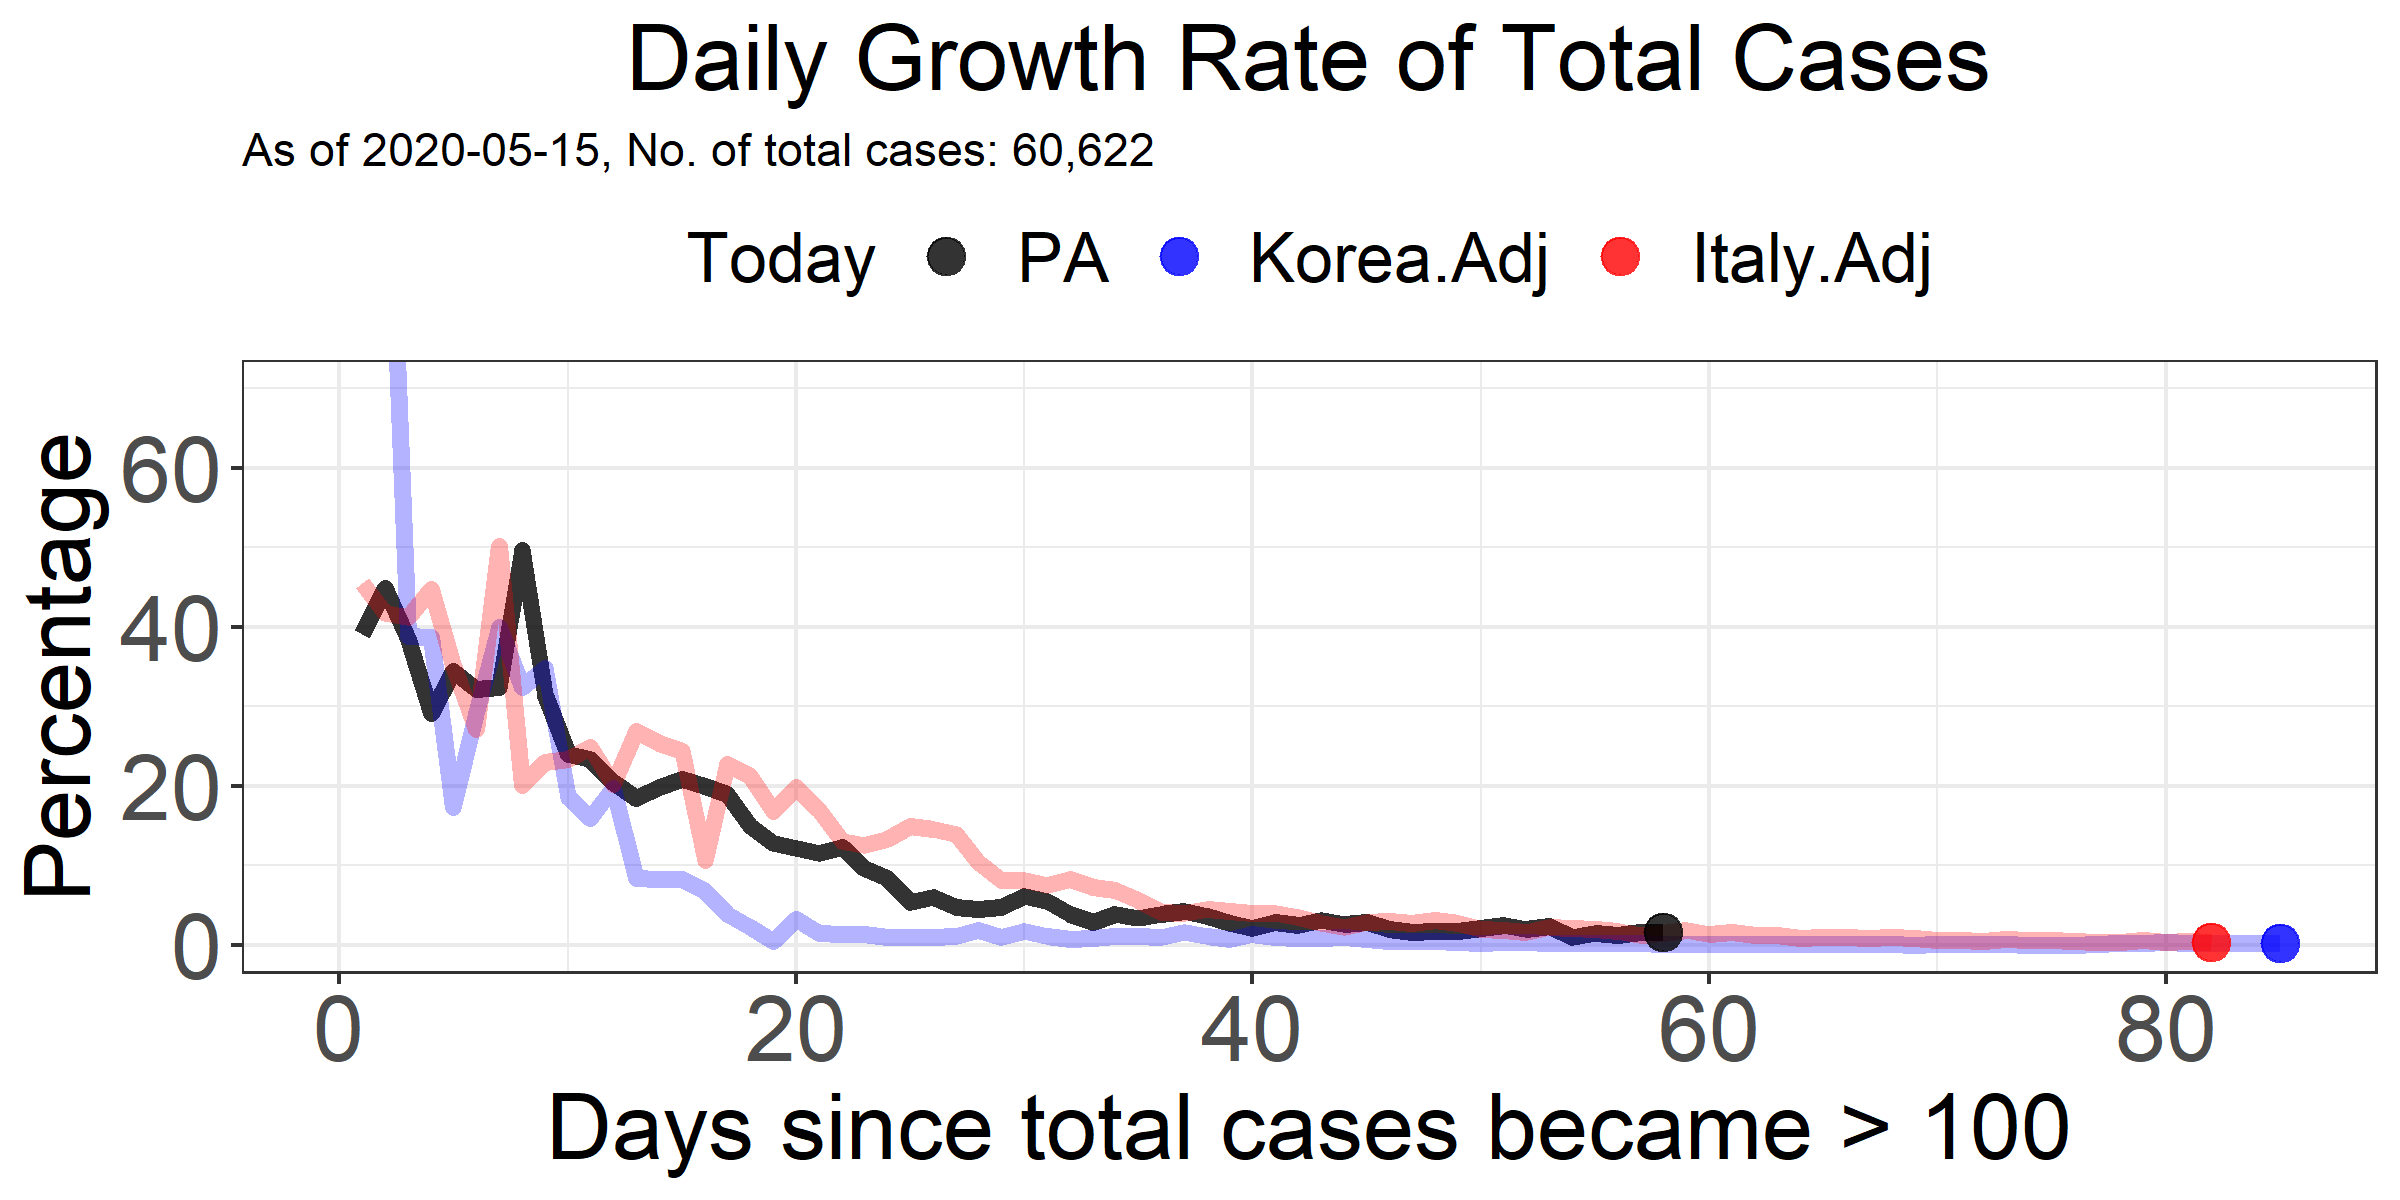 Daily Growth Rate of Total Cases
As of 2020-05-15, No. of total cases: 60,622
Today PA Korea.Adj Italy.Adj
Percentage
60
40
20
0
0 20 40 60 80
Days since total cases became > 100